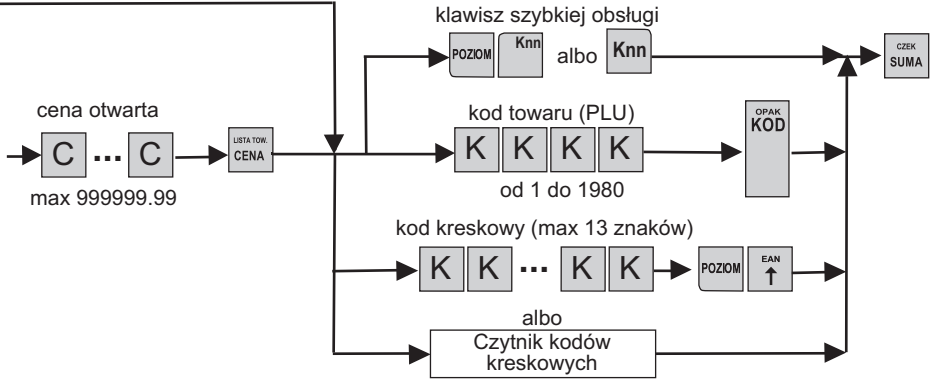 klawisz szybkiej obsługi
POZIOM Knn albo Knn
CZEK
SUMA
cena otwarta
C ... C
LISTA TOW.
CENA
max 999999.99
kod towaru (PLU)
K K K K
OPAK
KOD
od 1 do 1980
kod kreskowy (max 13 znaków)
K K ... K K
POZIOM
EAN
↑
albo
Czytnik kodów
kreskowych